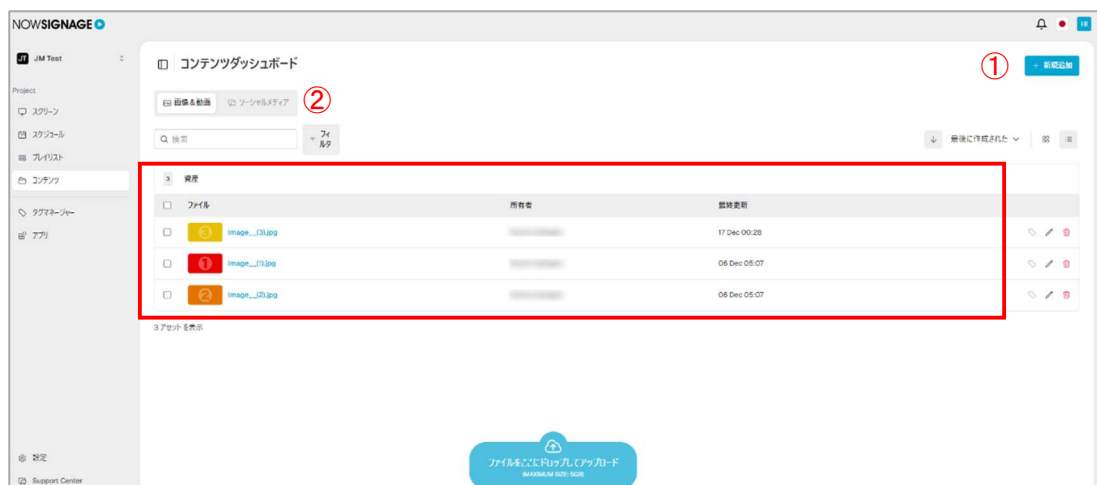 NOWSIGNAGE
JT JM Test
コンテンツダッシュボード
① + 新規追加
Project
画像&動画 ソーシャルメディア ②
スクリーン
スケジュール
検索 フィルタ 最後に作成された
プレイリスト
コンテンツ
3 資産
ファイル 所有者 最終更新
タグマネージャー
アプリ
3 Image__(3).jpg 17 Dec 00:28
1 Image__(1).jpg 06 Dec 05:07
2 Image__(2).jpg 06 Dec 05:07
3 アセット を表示
ファイルをここにドロップしてアップロード
(MAXIMUM SIZE: 5GB)
設定
Support Center